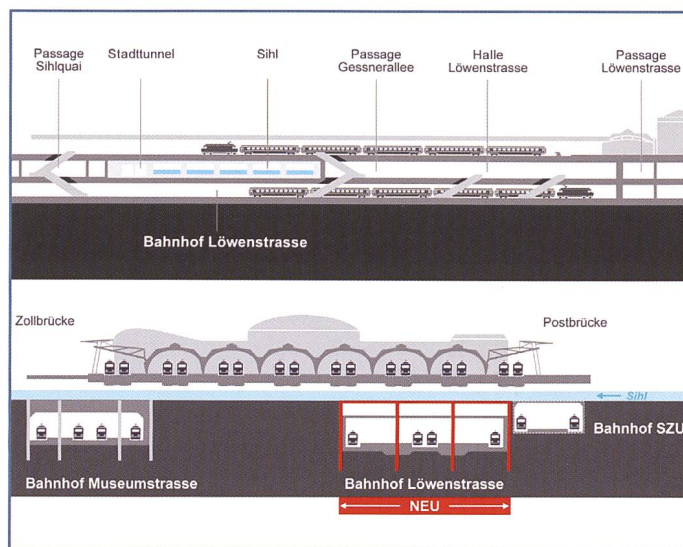 Passage
Sihlquai
Stadttunnel
Sihl
Passage
Gessnerallee
Halle
Löwenstrasse
Passage
Löwenstrasse
Bahnhof Löwenstrasse
Zollbrücke
Postbrücke
Sihl
Bahnhof SZU
Bahnhof Museumstrasse
Bahnhof Löwenstrasse
NEU